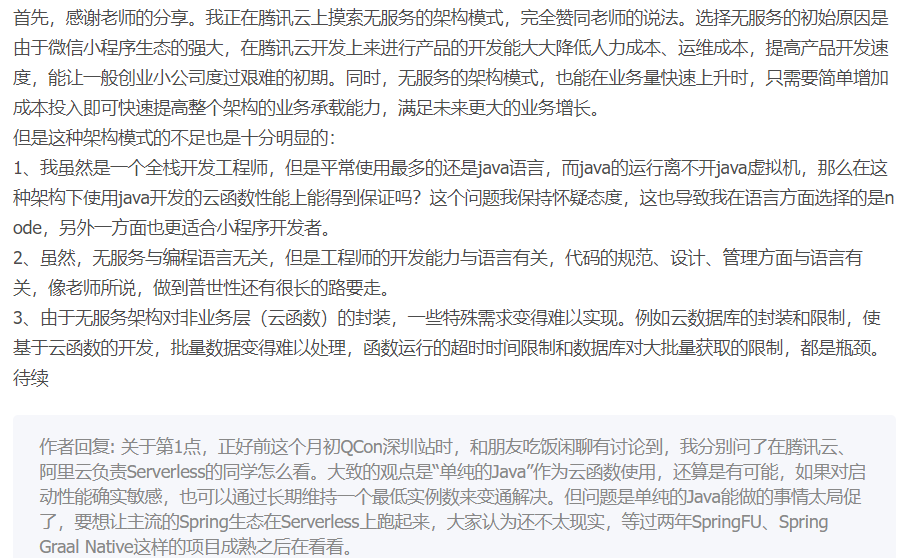 首先，感谢老师的分享。我正在腾讯云上摸索无服务的架构模式，完全赞同老师的说法。选择无服务的初始原因是
由于微信小程序生态的强大，在腾讯云开发上来进行产品的开发能大大降低人力成本、运维成本，提高产品开发速
度，能让一般创业小公司度过艰难的初期。同时，无服务的架构模式，也能在业务量快速上升时，只需要简单增加
成本投入即可快速提高整个架构的业务承载能力，满足未来更大的业务增长。
但是这种架构模式的不足也是十分明显的：
1、我虽然是一个全栈开发工程师，但是平常使用最多的还是java语言，而java的运行离不开java虚拟机，那么在这
种架构下使用java开发的云函数性能上能得到保证吗？这个问题我保持怀疑态度，这也导致我在语言方面选择的是n
ode，另外一方面也更适合小程序开发者。
2、虽然，无服务与编程语言无关，但是工程师的开发能力与语言有关，代码的规范、设计、管理方面与语言有
关，像老师所说，做到普世性还有很长的路要走。
3、由于无服务架构对非业务层（云函数）的封装，一些特殊需求变得难以实现。例如云数据库的封装和限制，使
基于云函数的开发，批量数据变得难以处理，函数运行的超时时间限制和数据库对大批量获取的限制，都是瓶颈。
待续
作者回复: 关于第1点，正好前这个月初QCon深圳站时，和朋友吃饭闲聊有讨论到，我分别问了在腾讯云、
阿里云负责Serverless的同学怎么看。大致的观点是“单纯的Java”作为云函数使用，还算是有可能，如果对启
动性能确实敏感，也可以通过长期维持一个最低实例数来变通解决。但问题是单纯的Java能做的事情太局促
了，要想让主流的Spring生态在Serverless上跑起来，大家认为还不太现实，等过两年SpringFU、Spring
Graal Native这样的项目成熟之后在看看。